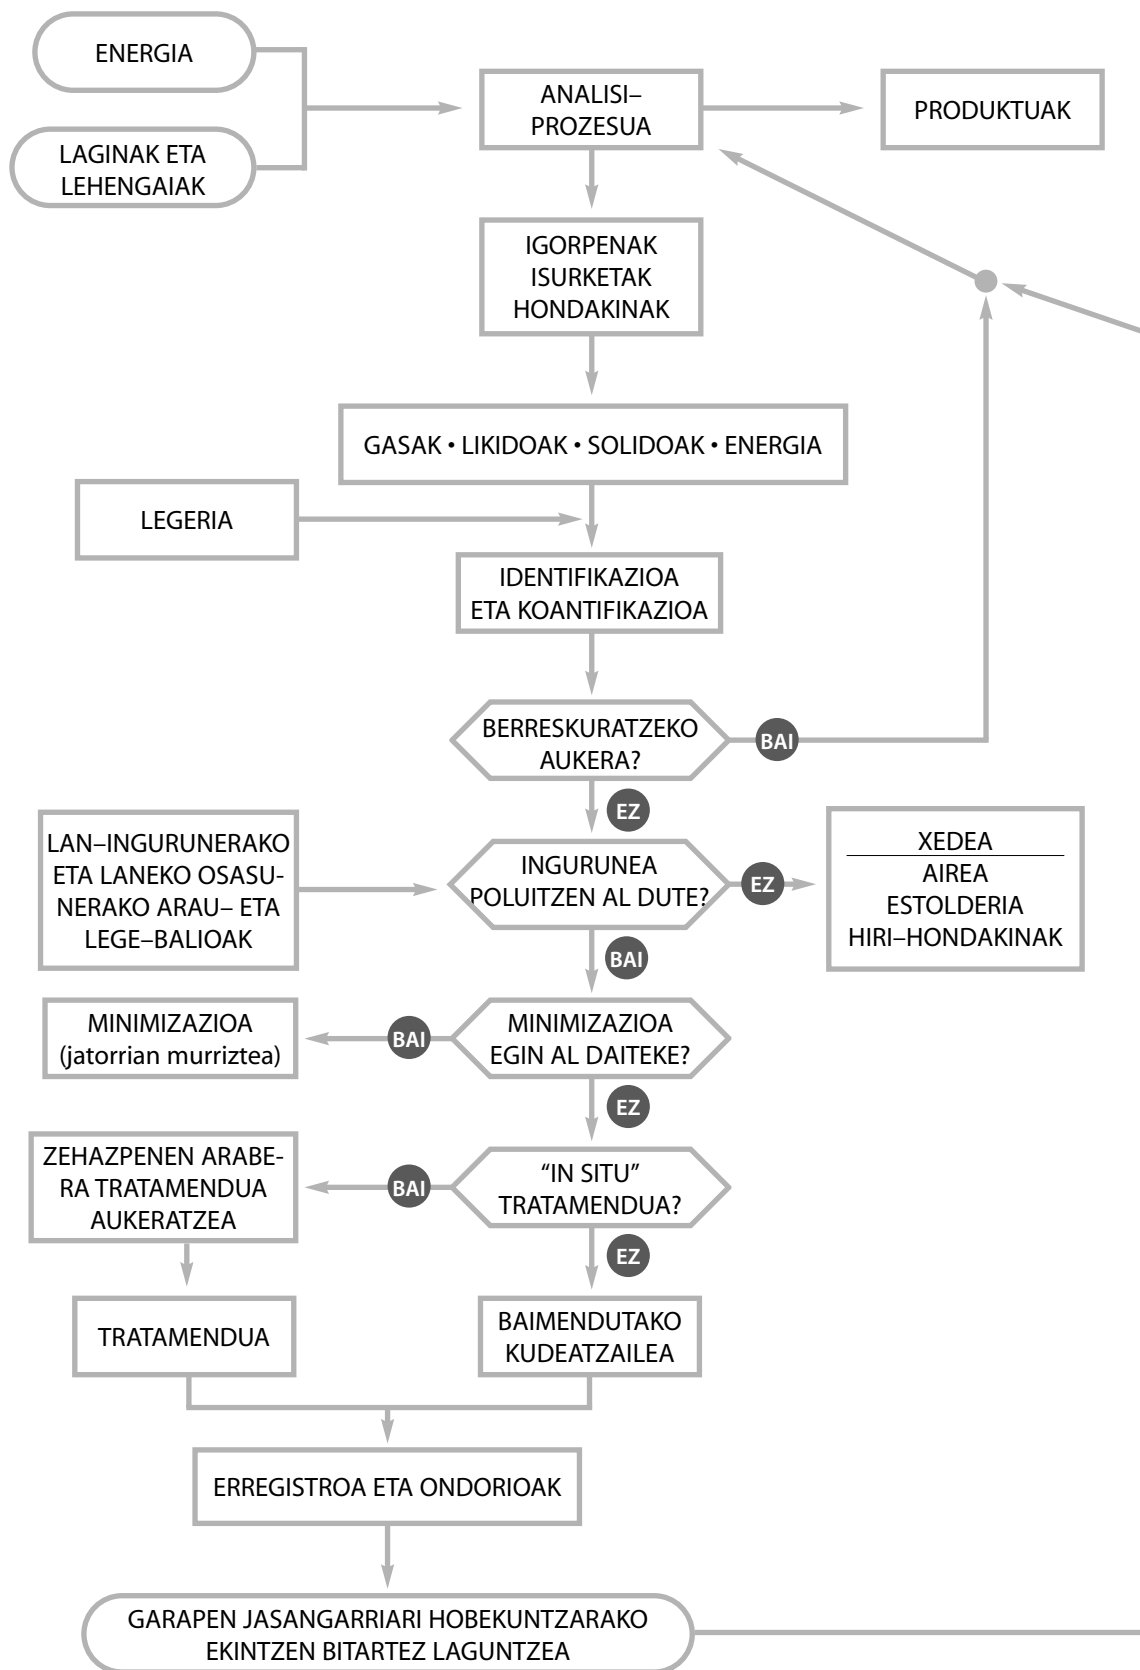 ENERGIA
LAGINAK ETA
LEHENGAIAK
ANALISI–
PROZESUA
PRODUKTUAK
IGORPENAK
ISURKETAK
HONDAKINAK
GASAK • LIKIDOAK • SOLIDOAK • ENERGIA
LEGERIA
IDENTIFIKAZIOA
ETA KOANTIFIKAZIOA
BERRESKURATZEKO
AUKERA?
BAI
EZ
LAN–INGURUNERAKO
ETA LANEKO OSASU-
NERAKO ARAU– ETA
LEGE–BALIOAK
INGURUNEA
POLUITZEN AL DUTE?
EZ
XEDEA
AIREA
ESTOLDERIA
HIRI–HONDAKINAK
BAI
MINIMIZAZIOA
(jatorrian murriztea)
BAI
MINIMIZAZIOA
EGIN AL DAITEKE?
EZ
ZEHAZPENEN ARABE-
RA TRATAMENDUA
AUKERATZEA
BAI
“IN SITU”
TRATAMENDUA?
EZ
TRATAMENDUA
BAIMENDUTAKO
KUDEATZAILEA
ERREGISTROA ETA ONDORIOAK
GARAPEN JASANGARRIARI HOBEKUNTZARAKO
EKINTZEN BITARTEZ LAGUNTZEA